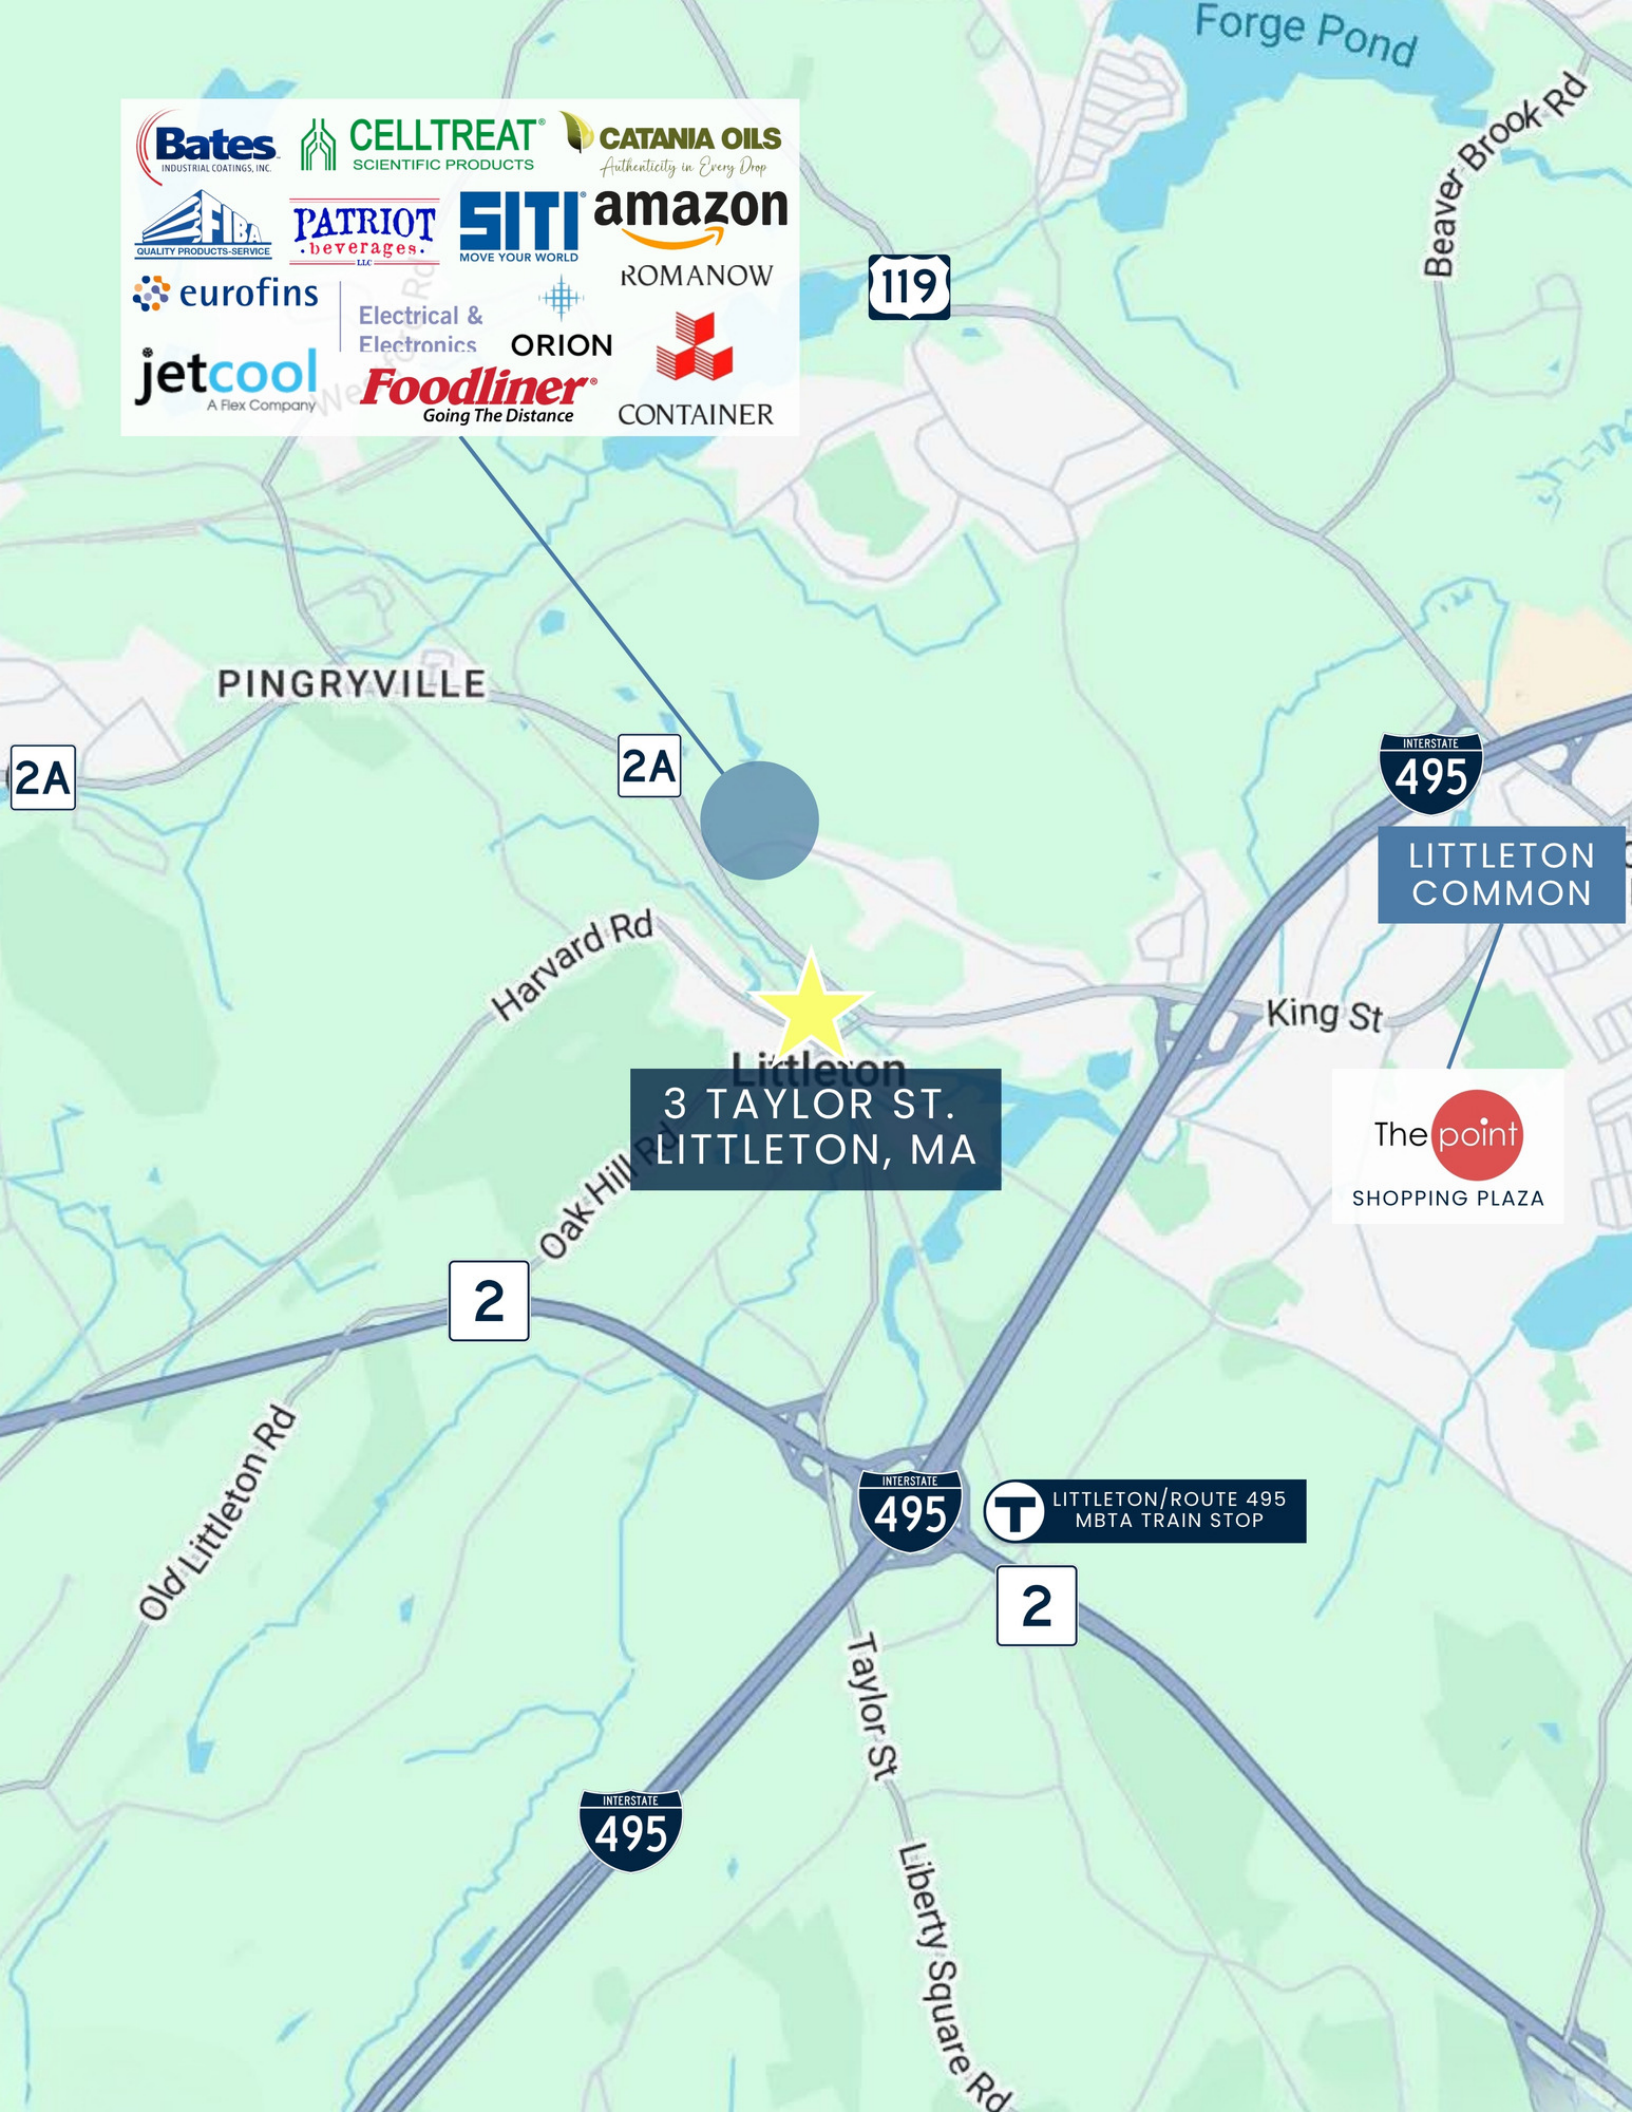 Forge Pond
Beaver Brook Rd
Bates
INDUSTRIAL COATINGS, INC.
CELLTREAT®
SCIENTIFIC PRODUCTS
CATANIA OILS
Authenticity in Every Drop
FIBA
QUALITY PRODUCTS-SERVICE
PATRIOT
·beverages·
LLC
SITI®
MOVE YOUR WORLD
amazon
eurofins
Electrical &
Electronics
ORION
ROMANOW
CONTAINER
jetcool
A Flex Company
Foodliner®
Going The Distance
119
PINGRYVILLE
2A
2A
INTERSTATE
495
LITTLETON
COMMON
Harvard Rd
King St
Littleton
3 TAYLOR ST.
LITTLETON, MA
The point
SHOPPING PLAZA
Oak Hill Rd
2
Old Littleton Rd
INTERSTATE
495
T
LITTLETON/ROUTE 495
MBTA TRAIN STOP
2
Taylor St
INTERSTATE
495
Liberty Square Rd